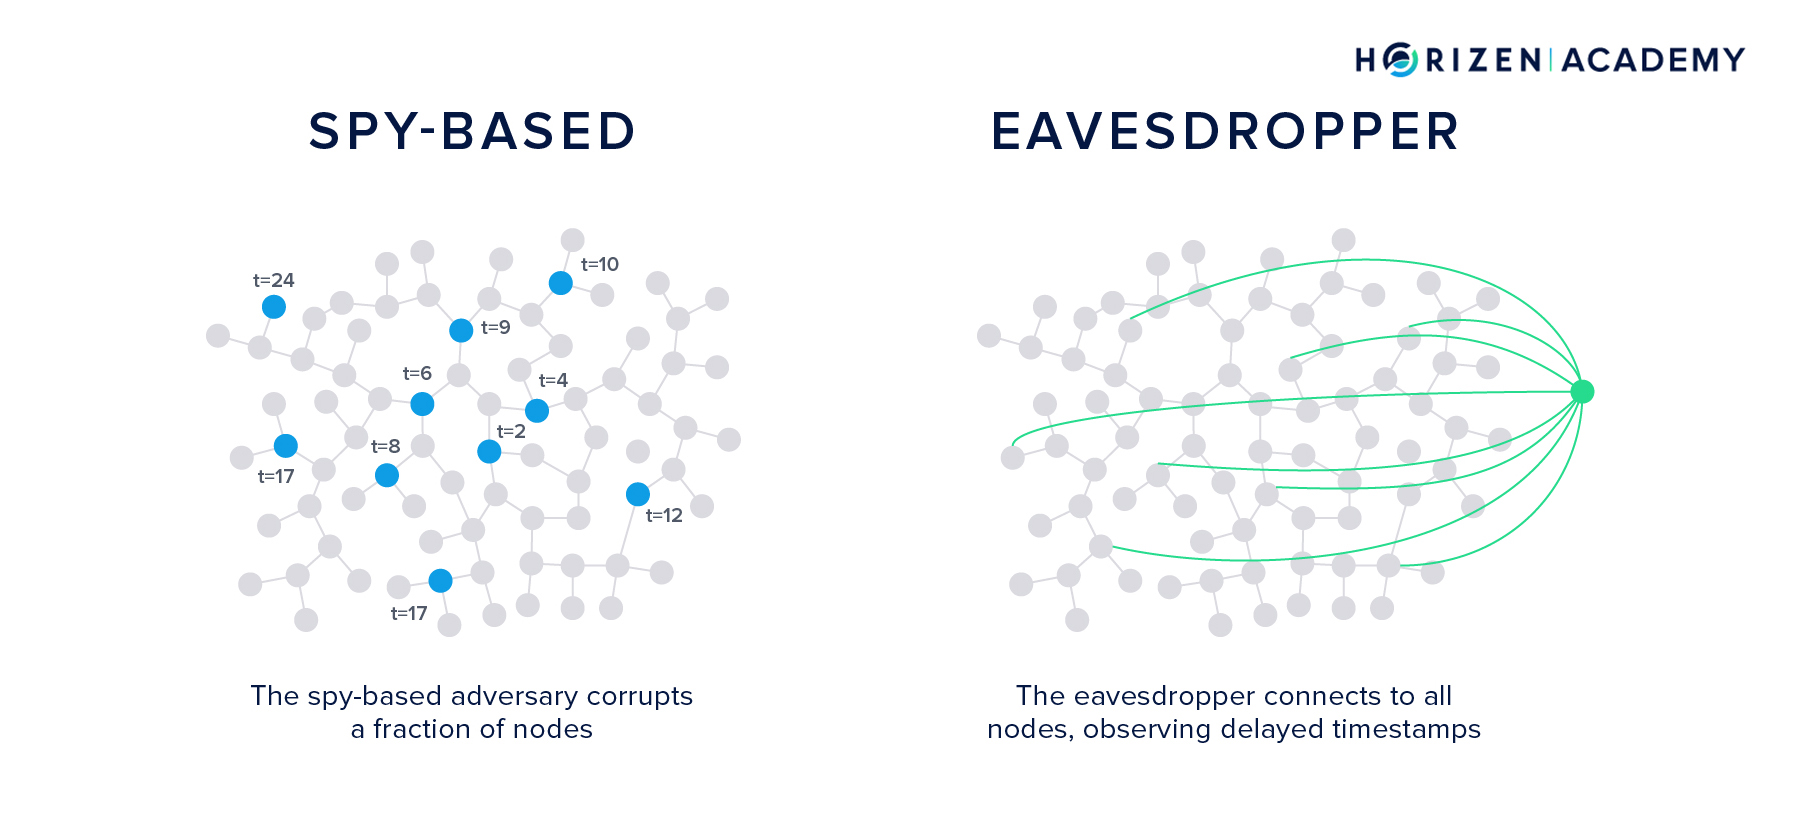 HORIZEN | ACADEMY
SPY-BASED
EAVESDROPPER
t=24
t=10
t=9
t=6
t=4
t=2
t=8
t=17
t=12
t=17
The spy-based adversary corrupts
a fraction of nodes
The eavesdropper connects to all
nodes, observing delayed timestamps